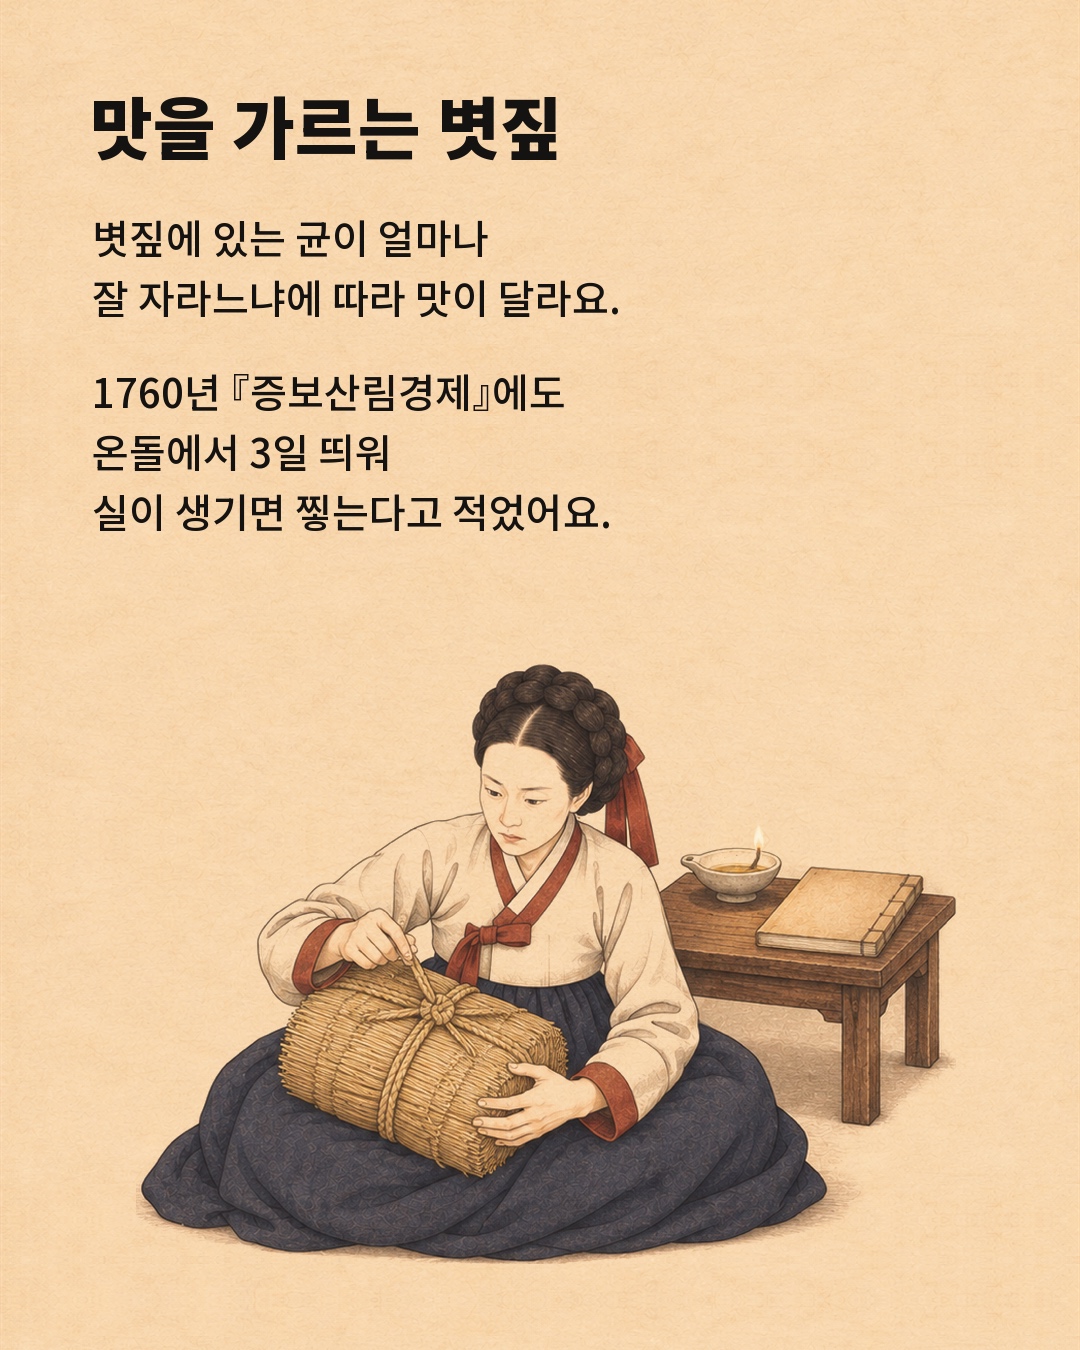 맛을 가르는 볏짚
볏짚에 있는 균이 얼마나
잘 자라느냐에 따라 맛이 달라요.
1760년 『증보산림경제』에도
온돌에서 3일 띄워
실이 생기면 찧는다고 적었어요.